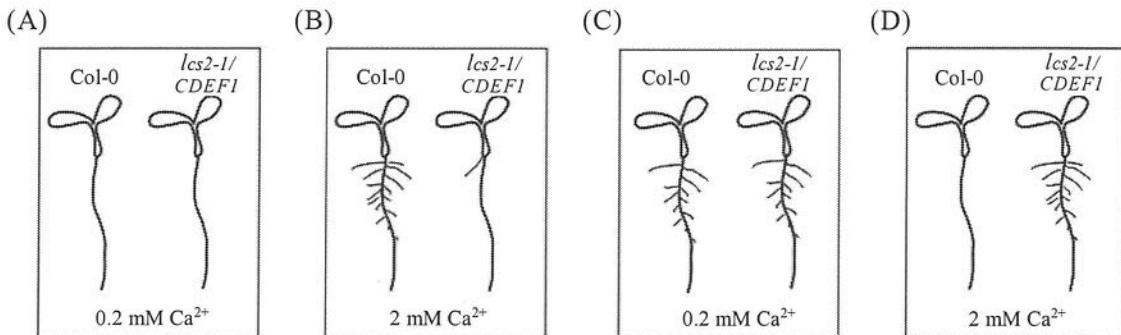 (A)
Col-0
lcs2-1/
CDEF1
0.2 mM Ca²⁺
(B)
Col-0
lcs2-1/
CDEF1
2 mM Ca²⁺
(C)
Col-0
lcs2-1/
CDEF1
0.2 mM Ca²⁺
(D)
Col-0
lcs2-1/
CDEF1
2 mM Ca²⁺